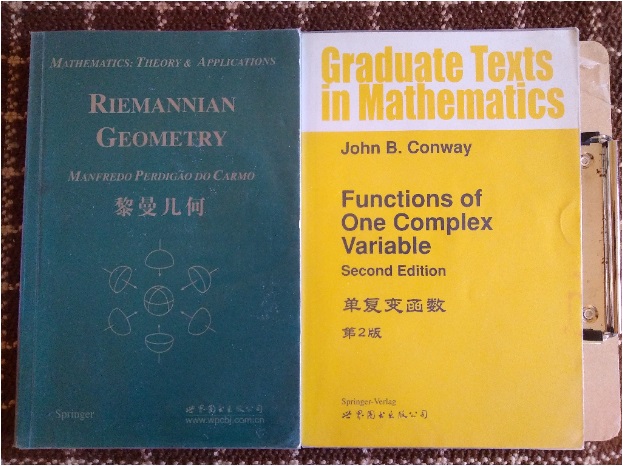 MATHEMATICS: THEORY & APPLICATIONS
RIEMANNIAN
GEOMETRY
MANFREDO PERDIGÃO DO CARMO
黎曼几何
Springer
世界图书出版公司
www.wpcbj.com.cn
Graduate Texts
in Mathematics
John B. Conway
Functions of
One Complex
Variable
Second Edition
单复变函数
第2版
Springer-Verlag
世界图书出版公司